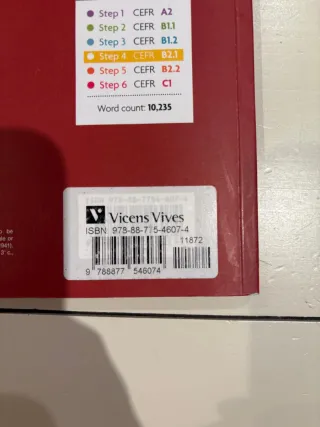 Step 1 CEFR A2
Step 2 CEFR B1.1
Step 3 CEFR B1.2
Step 4 CEFR B2.1
Step 5 CEFR B2.2
Step 6 CEFR C1
Word count: 10,235
V
Vicens Vives
ISBN 978-88-775-4607-4
11872
9 788877 546074